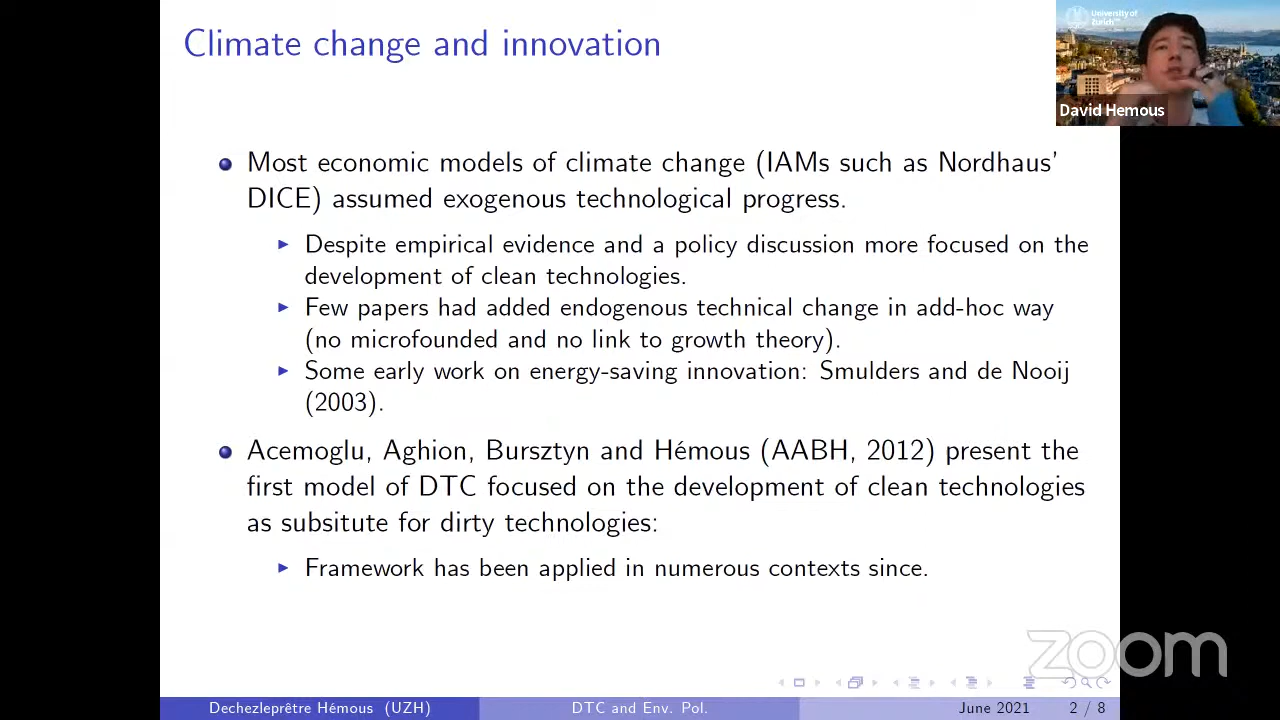 Climate change and innovation
University of
Zurich
David Hemous
Most economic models of climate change (IAMs such as Nordhaus'
DICE) assumed exogenous technological progress.
Despite empirical evidence and a policy discussion more focused on the
development of clean technologies.
Few papers had added endogenous technical change in add-hoc way
(no microfounded and no link to growth theory).
Some early work on energy-saving innovation: Smulders and de Nooij
(2003).
Acemoglu, Aghion, Bursztyn and Hémous (AABH, 2012) present the
first model of DTC focused on the development of clean technologies
as subsitute for dirty technologies:
Framework has been applied in numerous contexts since.
zoom
Dechezleprêtre Hémous (UZH) DTC and Env. Pol. June 2021 2 / 8